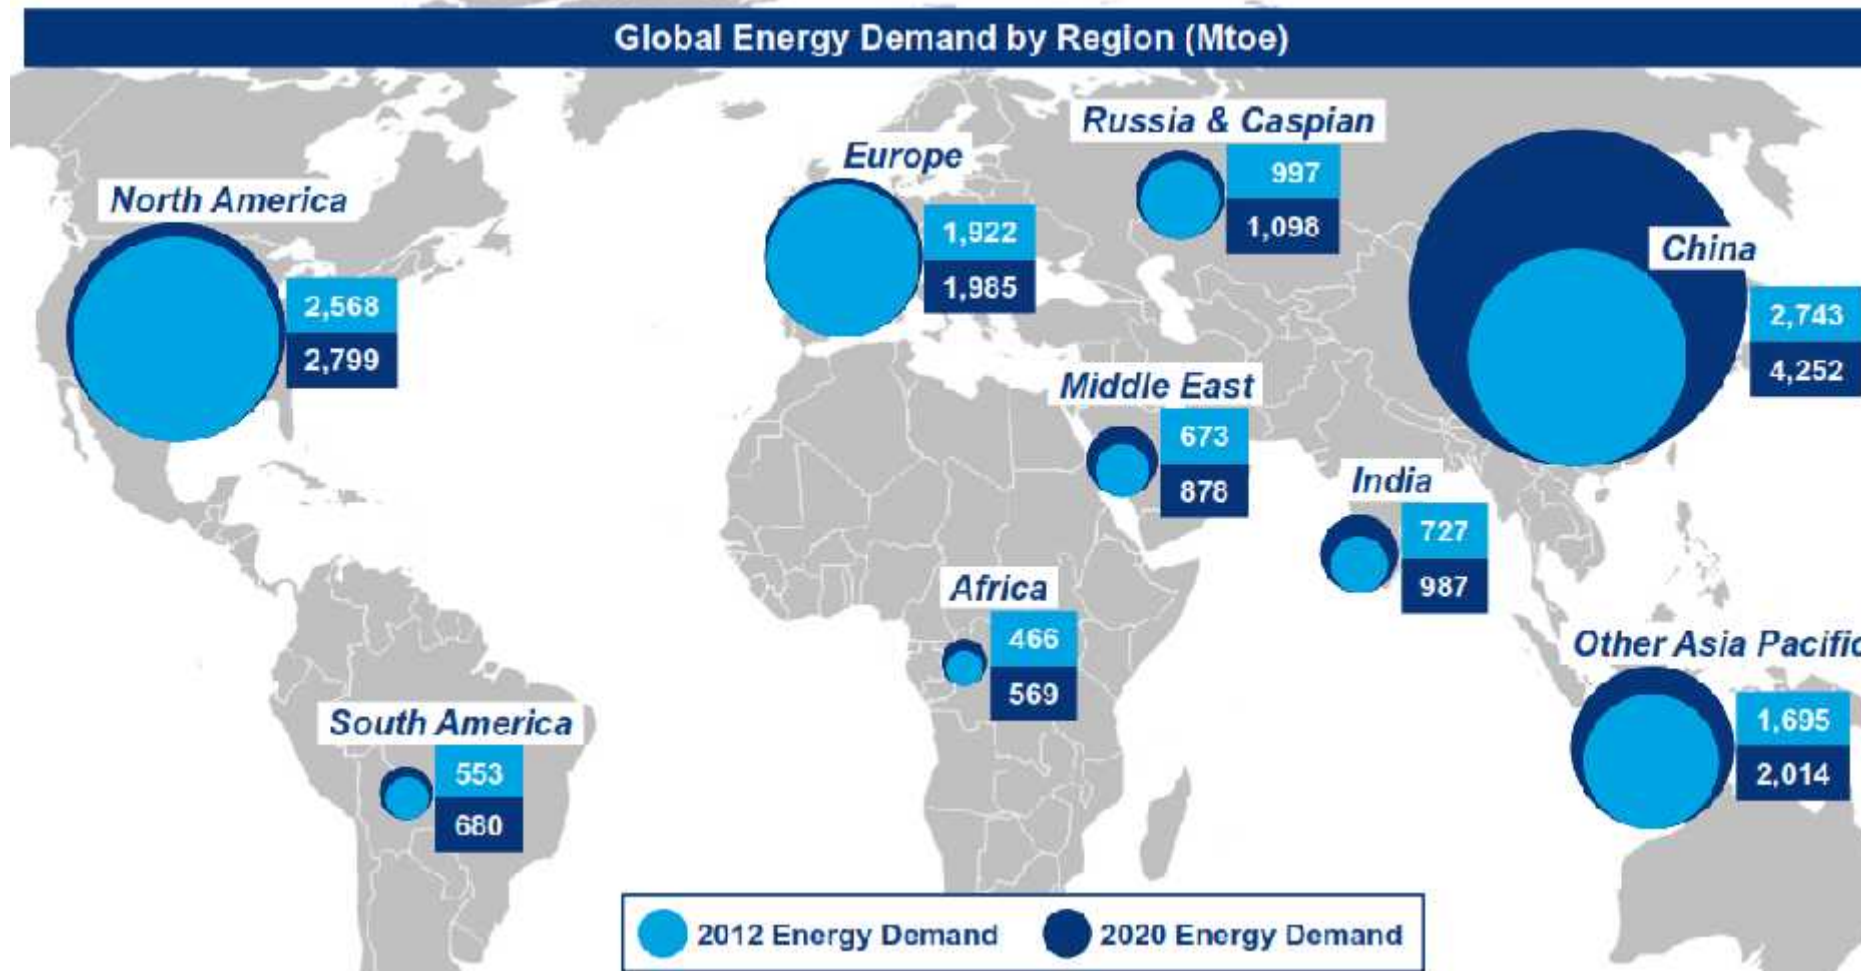 Global Energy Demand by Region (Mtoe)
Russia & Caspian
997
1,098
Europe
1,922
1,985
North America
2,568
2,799
China
2,743
4,252
Middle East
673
878
India
727
987
Africa
466
569
Other Asia Pacific
1,695
2,014
South America
553
680
2012 Energy Demand
2020 Energy Demand